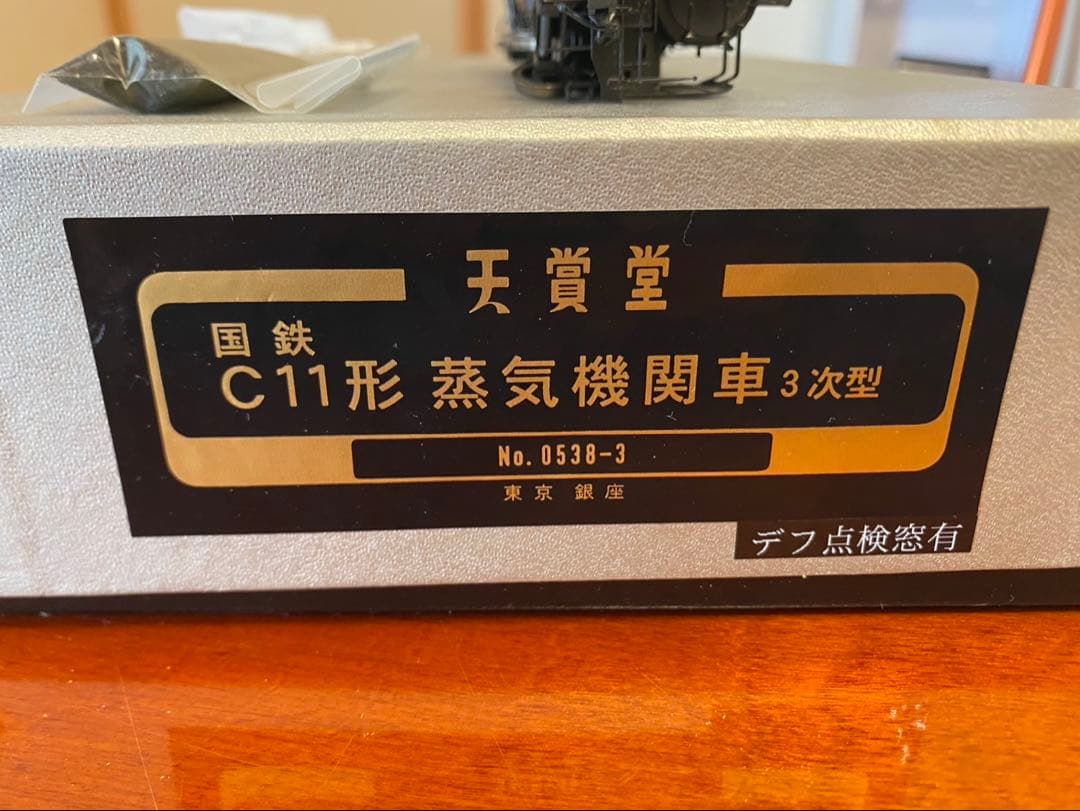 天賞堂
国鉄
C11形 蒸気機関車 3次型
No. 0538-3
東京 銀座
デフ点検窓有